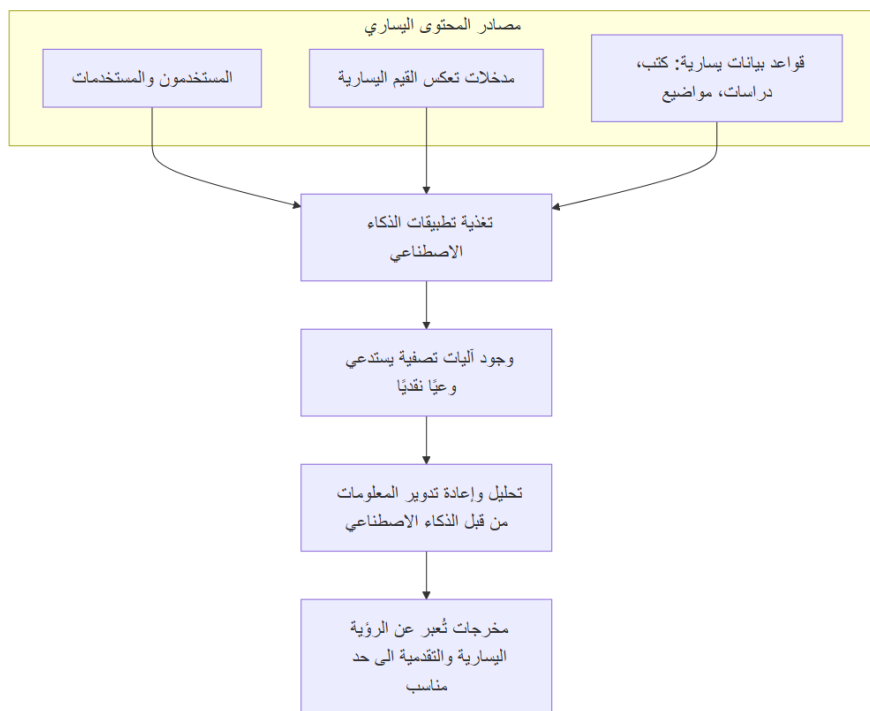 مصادر المحتوى اليساري
قواعد بيانات يسارية: كتب،
دراسات، مواضيع
مدخلات تعكس القيم اليسارية
المستخدمون والمستخدمات
تغذية تطبيقات الذكاء
الاصطناعي
وجود آليات تصفية يستدعي
وعيًا نقديًا
تحليل وإعادة تدوير المعلومات
من قبل الذكاء الاصطناعي
مخرجات تُعبر عن الرؤية
اليسارية والتقدمية الى حد
مناسب